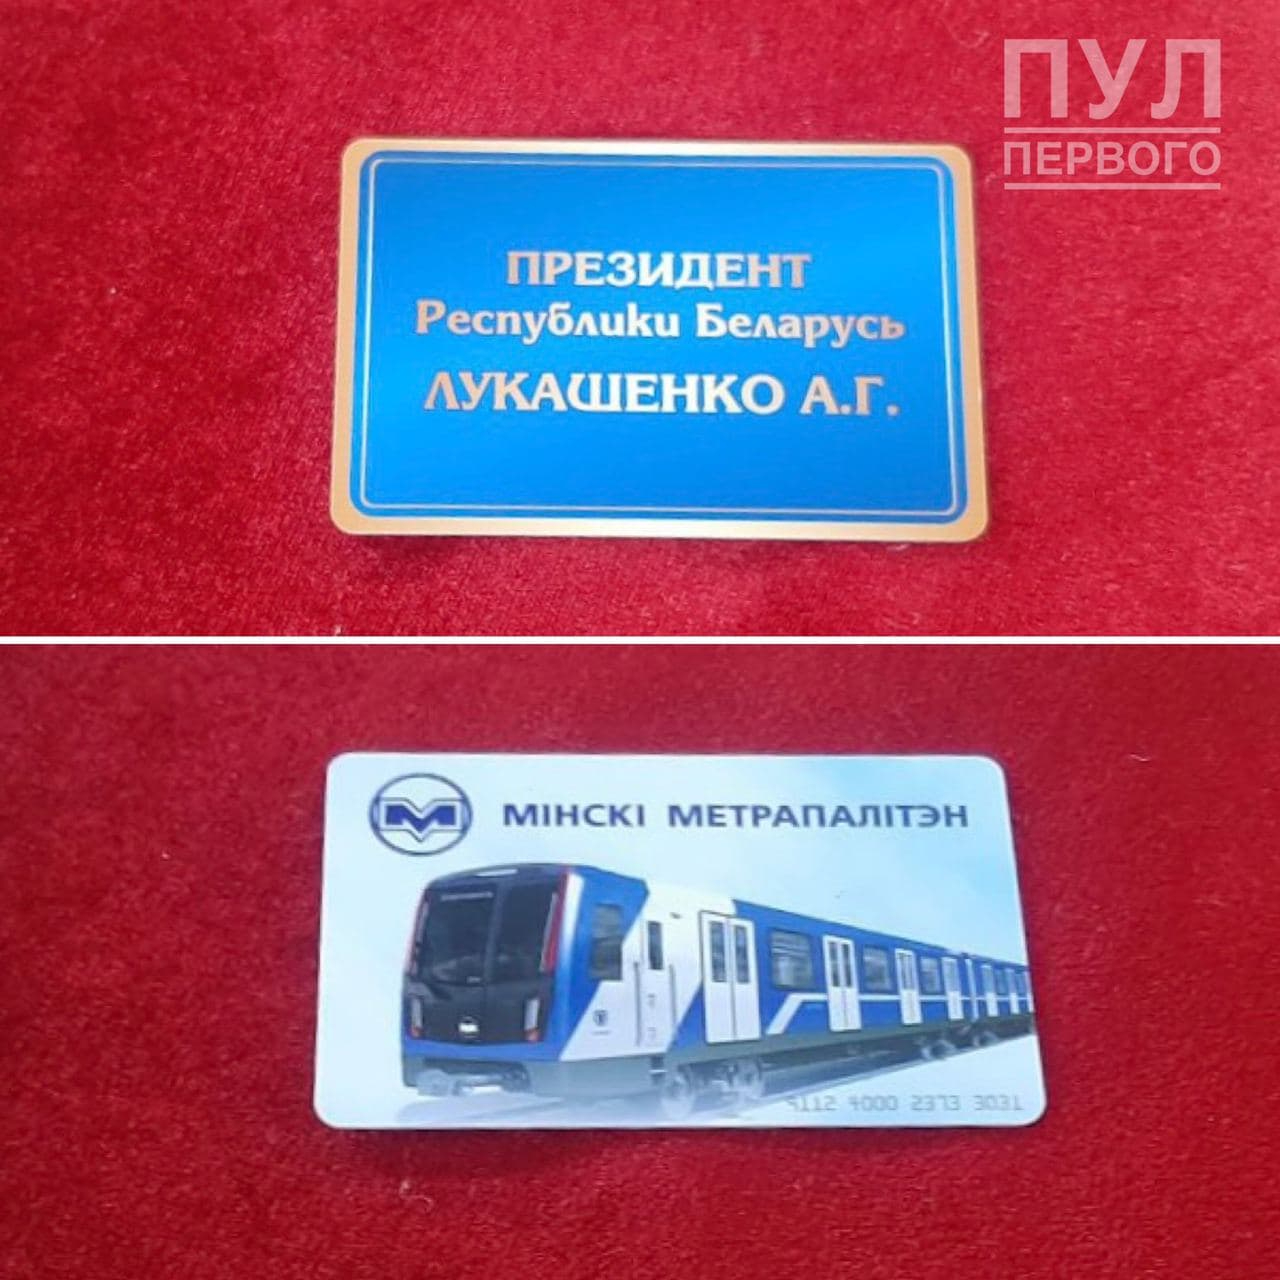 ПУЛ
ПЕРВОГО
ПРЕЗИДЕНТ
Республики Беларусь
ЛУКАШЕНКО А.Г.
МІНСКІ МЕТРАПАЛІТЭН
9112 4000 2373 3031